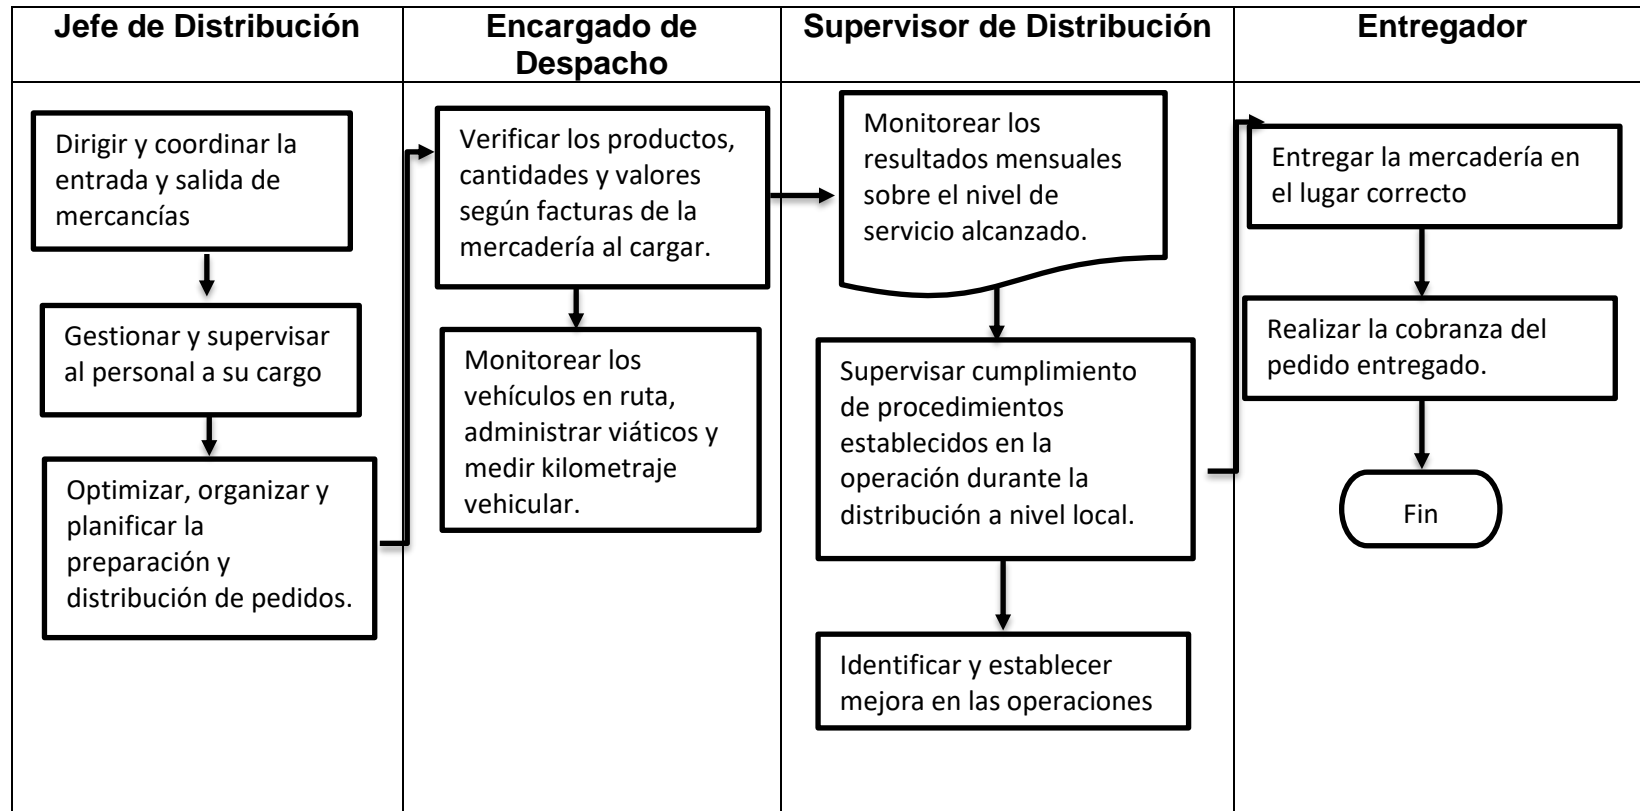 Jefe de Distribución
Encargado de
Despacho
Supervisor de Distribución
Entregador
Dirigir y coordinar la
entrada y salida de
mercancías
Gestionar y supervisar
al personal a su cargo
Optimizar, organizar y
planificar la
preparación y
distribución de pedidos.
Verificar los productos,
cantidades y valores
según facturas de la
mercadería al cargar.
Monitorear los
vehículos en ruta,
administrar viáticos y
medir kilometraje
vehicular.
Monitorear los
resultados mensuales
sobre el nivel de
servicio alcanzado.
Supervisar cumplimiento
de procedimientos
establecidos en la
operación durante la
distribución a nivel local.
Identificar y establecer
mejora en las operaciones
Entregar la mercadería en
el lugar correcto
Realizar la cobranza del
pedido entregado.
Fin